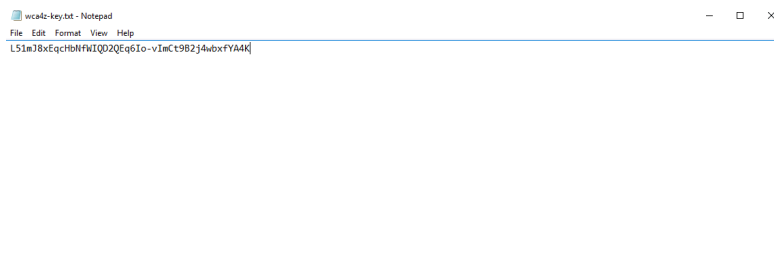 wca4z-key.txt - Notepad
File Edit Format View Help
L51mJ8xEqcHbNfWIQD2QEq6Io-vImCt9B2j4wbxfYA4K